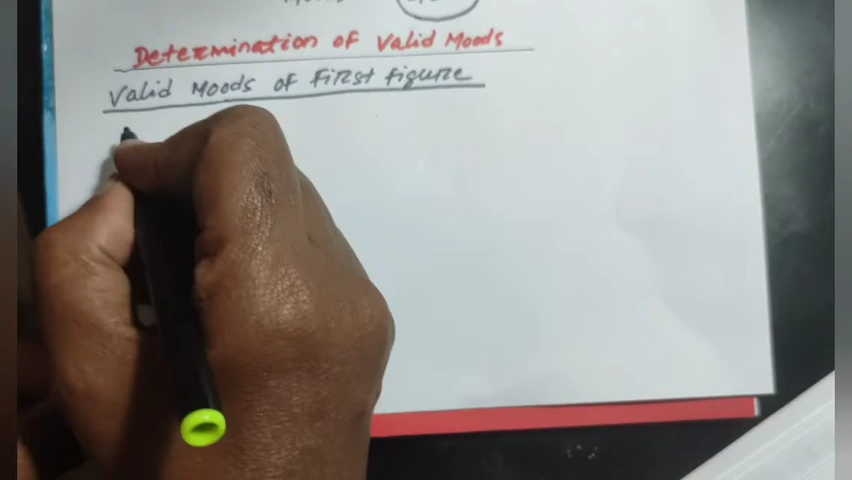 Determination of Valid Moods
Valid Moods of First figure